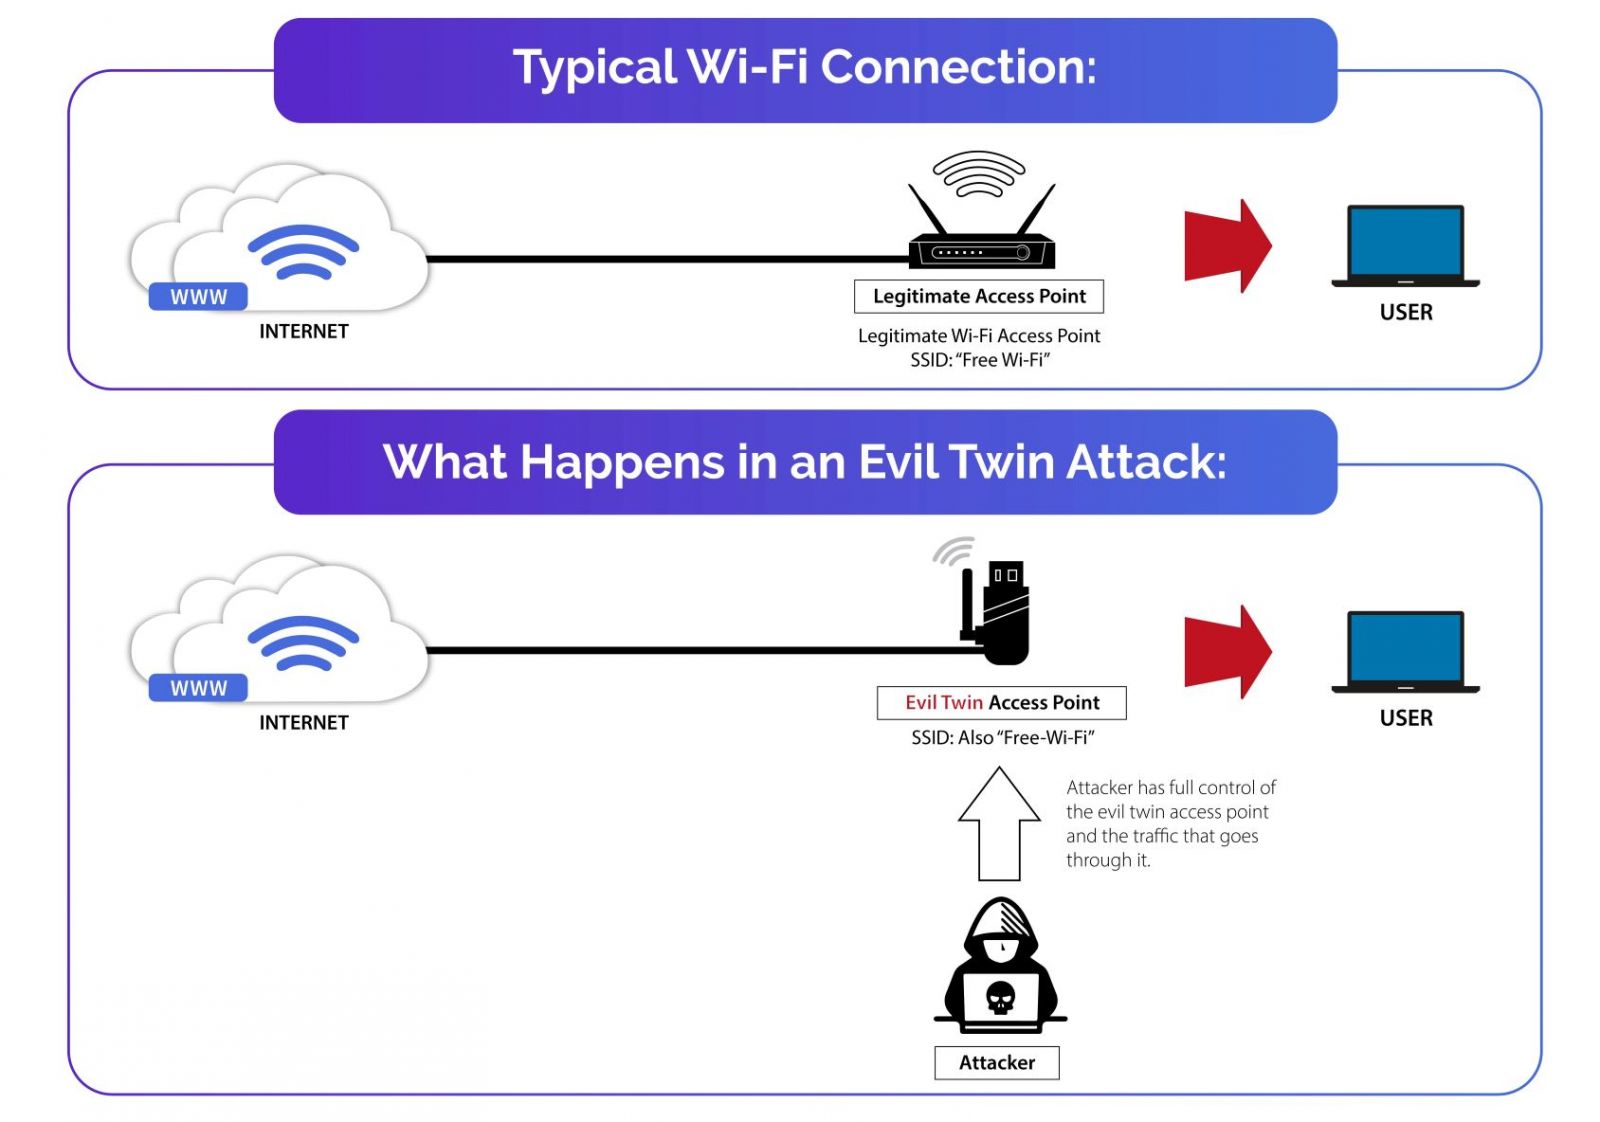 Typical Wi-Fi Connection:
WWW
INTERNET
Legitimate Access Point
Legitimate Wi-Fi Access Point
SSID: “Free Wi-Fi”
USER
What Happens in an Evil Twin Attack:
WWW
INTERNET
Evil Twin Access Point
SSID: Also “Free-Wi-Fi”
USER
Attacker has full control of
the evil twin access point
and the traffic that goes
through it.
Attacker